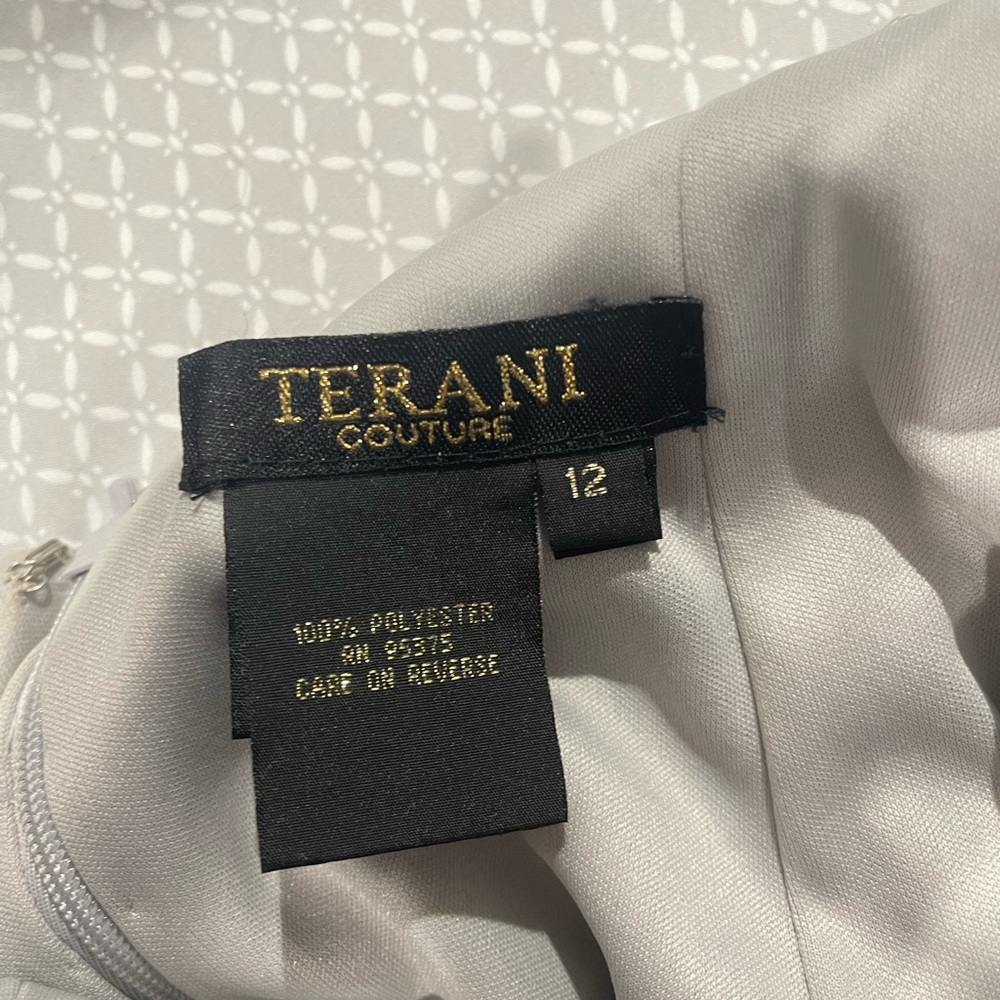 TERANI
COUTURE
12
100% POLYESTER
RN 95375
CARE ON REVERSE